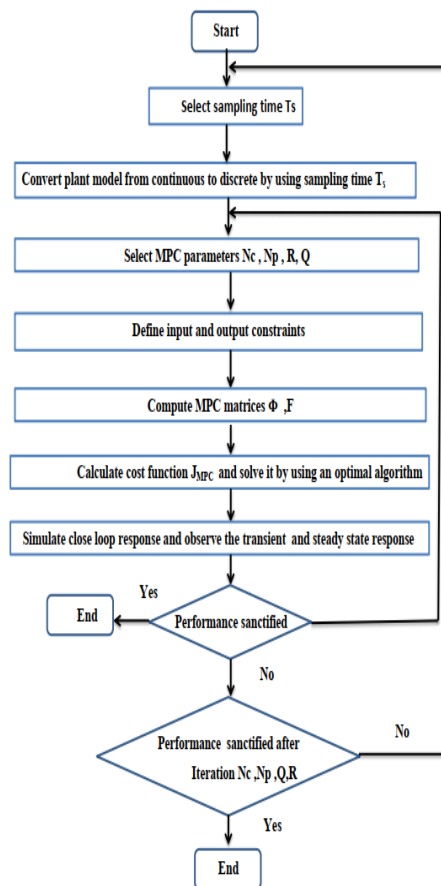 Start
Select sampling time Ts
Convert plant model from continuous to discrete by using sampling time Ts
Select MPC parameters Nc , Np , R, Q
Define input and output constraints
Compute MPC matrices Φ ,F
Calculate cost function JMPC and solve it by using an optimal algorithm
Simulate close loop response and observe the transient and steady state response
Yes
End
Performance sanctified
No
Performance sanctified after
Iteration Nc ,Np ,Q,R
No
Yes
End